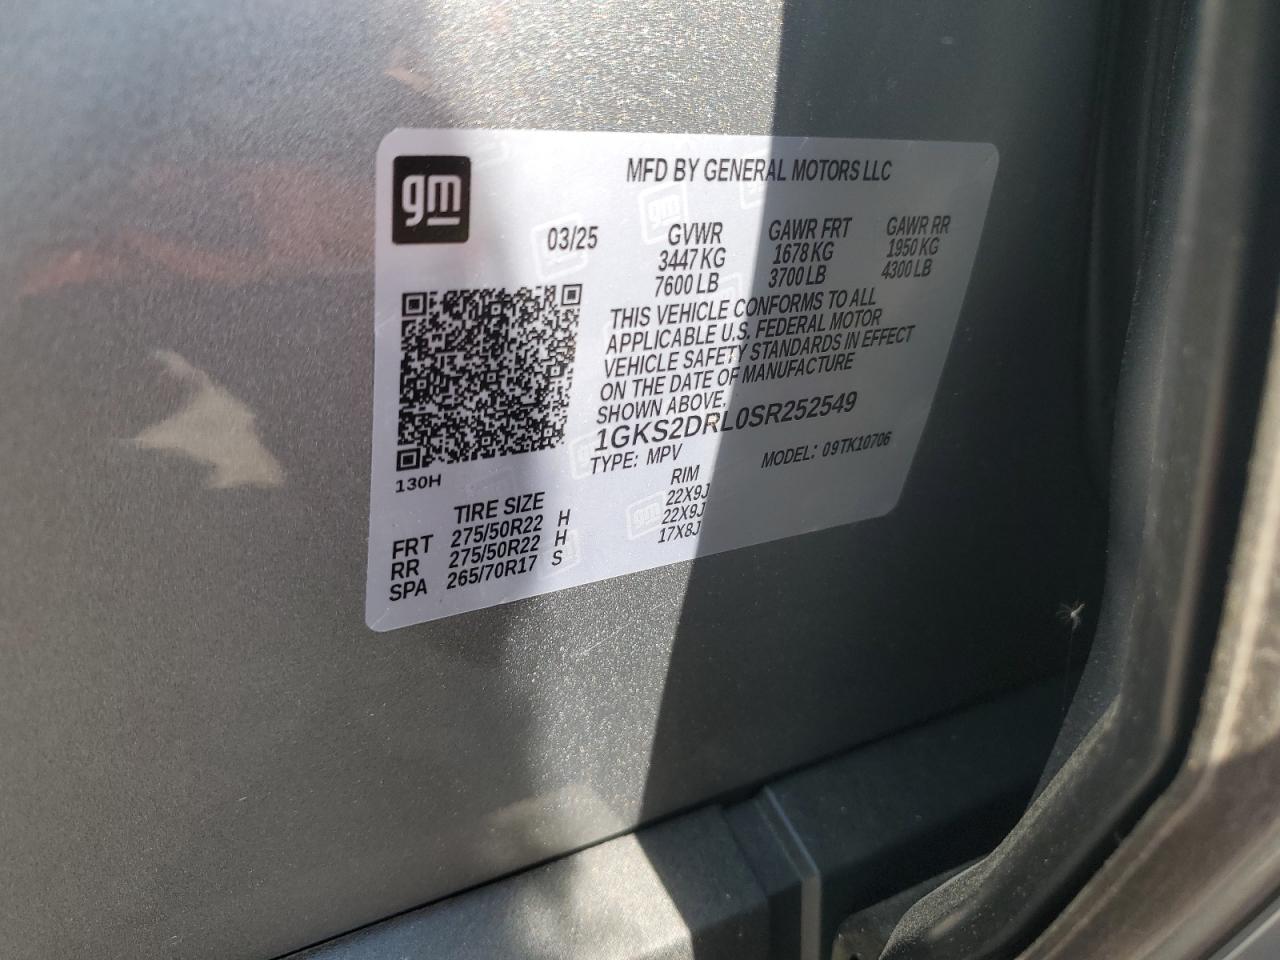 gm
MFD BY GENERAL MOTORS LLC
03/25
GVWR
3447 KG
7600 LB
GAWR FRT
1678 KG
3700 LB
GAWR RR
1950 KG
4300 LB
THIS VEHICLE CONFORMS TO ALL
APPLICABLE U.S. FEDERAL MOTOR
VEHICLE SAFETY STANDARDS IN EFFECT
ON THE DATE OF MANUFACTURE
SHOWN ABOVE.
1GKS2DRL0SR252549
TYPE: MPV
MODEL: 09TK10706
130H
TIRE SIZE
RIM
FRT 275/50R22 H 22X9J
RR 275/50R22 H 22X9J
SPA 265/70R17 S 17X8J